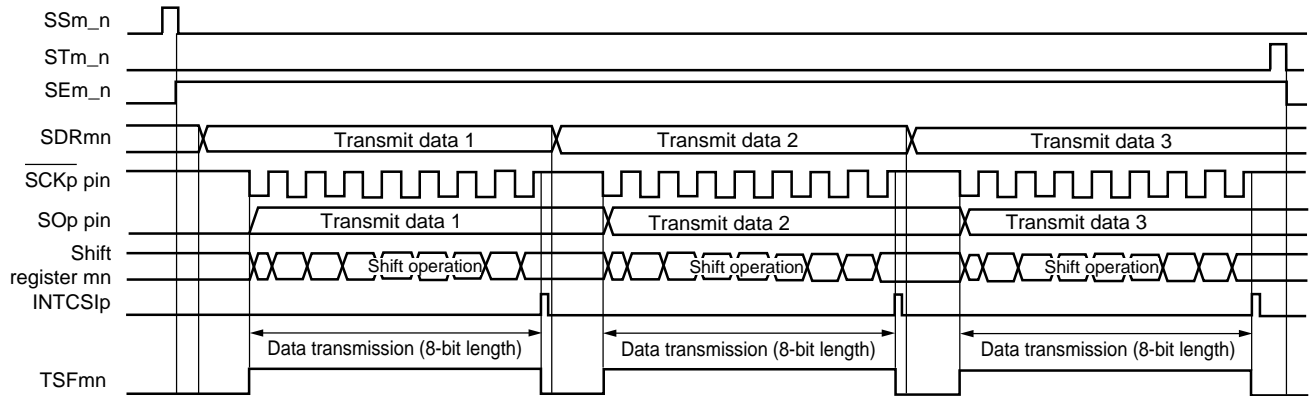 SSm_n
STm_n
SEm_n
SDRmn Transmit data 1 Transmit data 2 Transmit data 3
SCKp pin
SOp pin Transmit data 1 Transmit data 2 Transmit data 3
Shift
register mn Shift operation Shift operation Shift operation
INTCSIp
Data transmission (8-bit length) Data transmission (8-bit length) Data transmission (8-bit length)
TSFmn